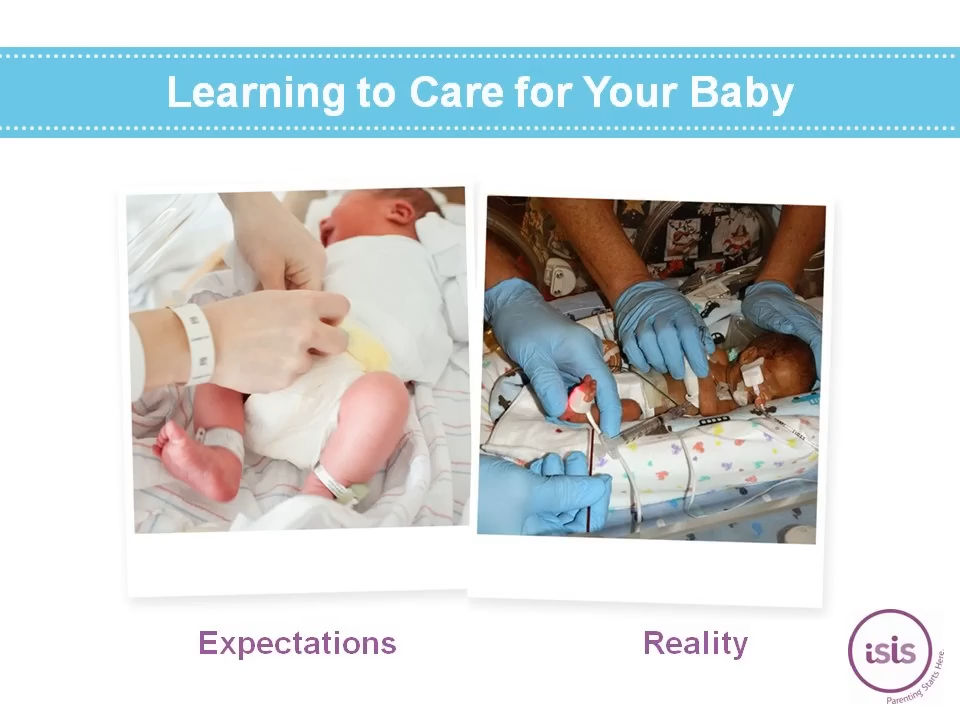 Learning to Care for Your Baby
Expectations
Reality
isis
Parenting Starts Here.